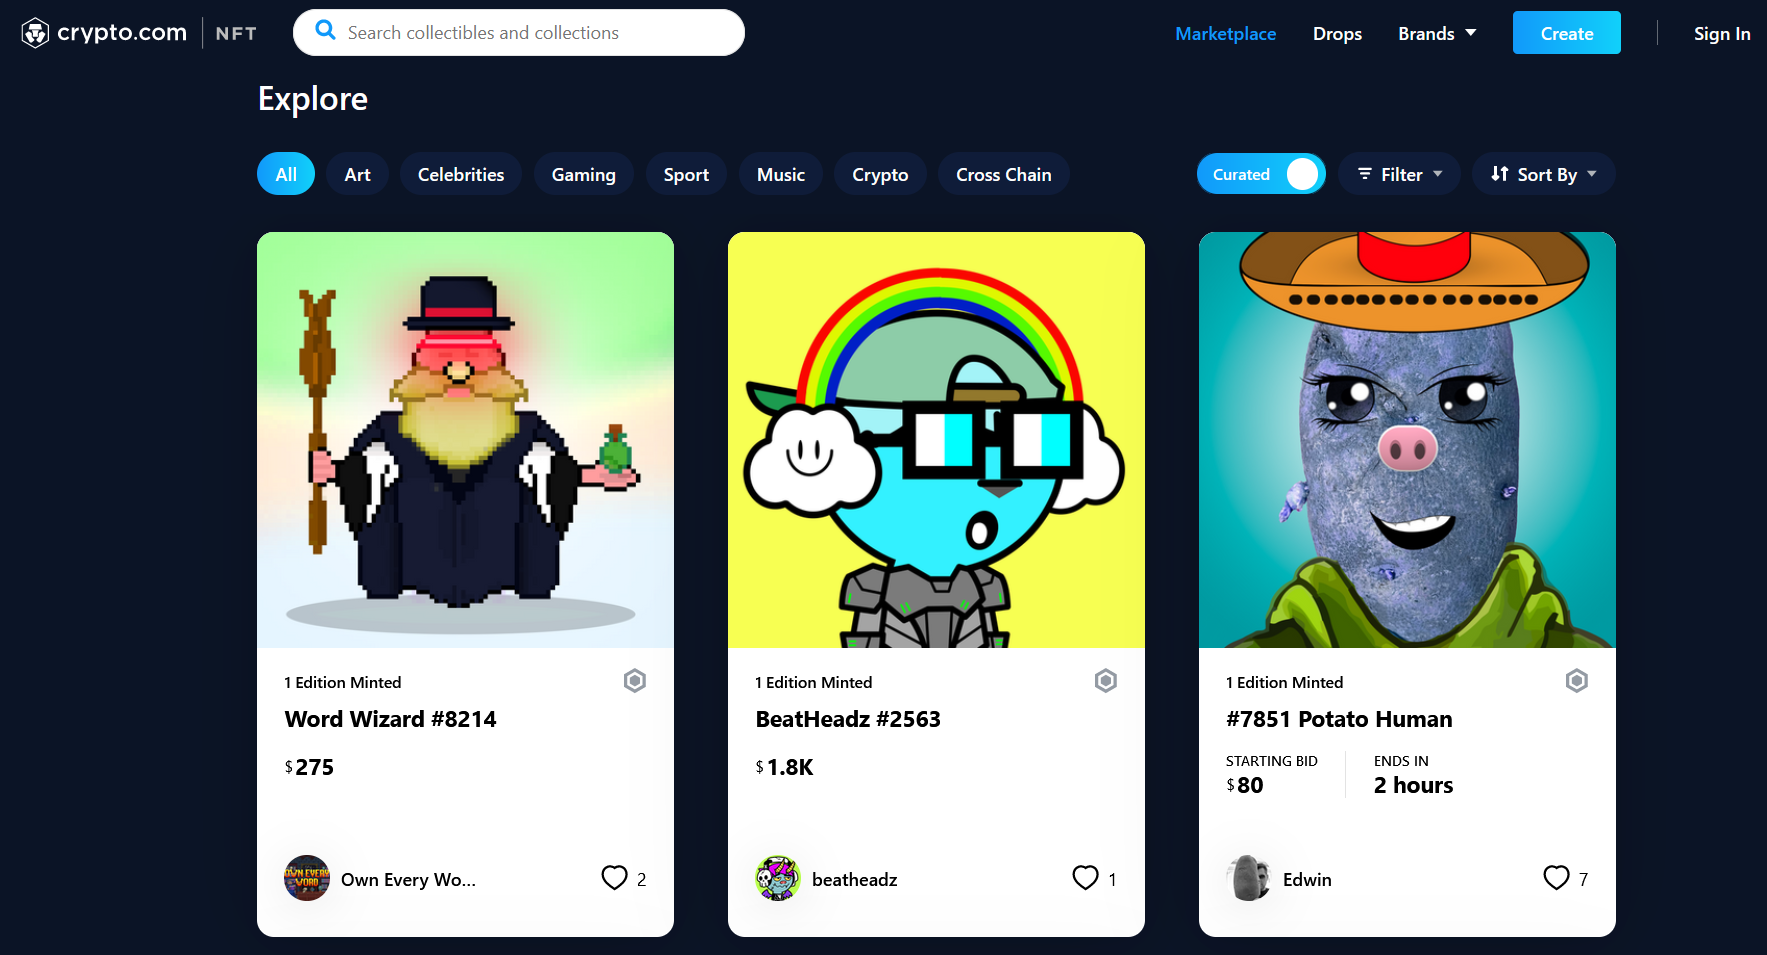 crypto.com | NFT
Search collectibles and collections
Marketplace
Drops
Brands
Create
Sign In
Explore
All
Art
Celebrities
Gaming
Sport
Music
Crypto
Cross Chain
Curated
Filter
Sort By
1 Edition Minted
Word Wizard #8214
$275
OWN EVERY
WORD
Own Every Wo...
2
1 Edition Minted
BeatHeadz #2563
$1.8K
beatheadz
1
1 Edition Minted
#7851 Potato Human
STARTING BID
$80
ENDS IN
2 hours
Edwin
7